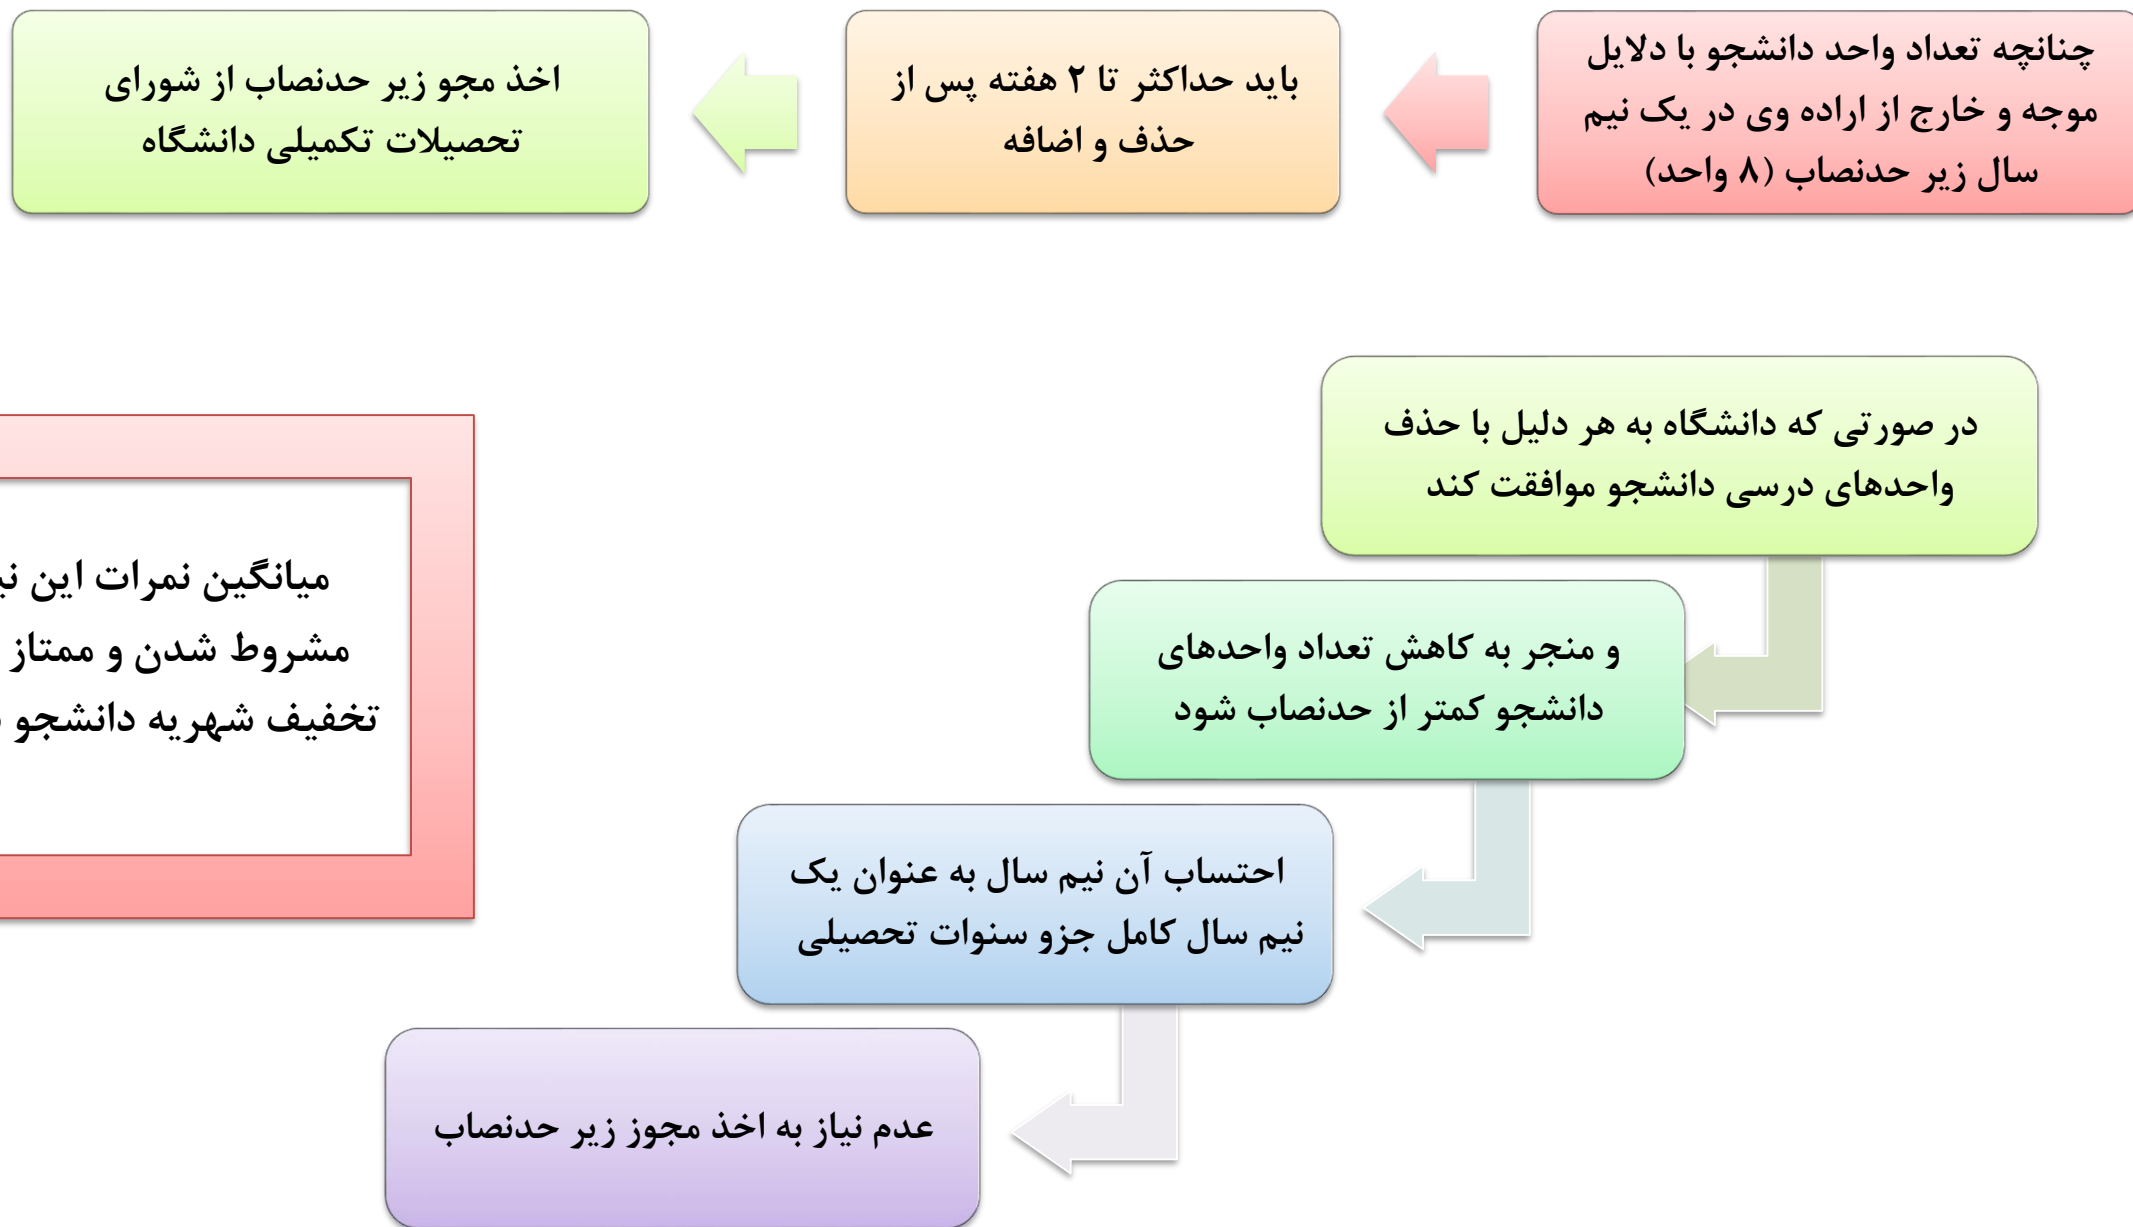 چنانچه تعداد واحد دانشجو با دلایل
موجه و خارج از اراده وی در یک نیم
سال زیر حدنصاب (۸ واحد)
باید حداکثر تا ۲ هفته پس از
حذف و اضافه
اخذ مجو زیر حدنصاب از شورای
تحصیلات تکمیلی دانشگاه
در صورتی که دانشگاه به هر دلیل با حذف
واحدهای درسی دانشجو موافقت کند
و منجر به کاهش تعداد واحدهای
دانشجو کمتر از حدنصاب شود
احتساب آن نیم سال به عنوان یک
نیم سال کامل جزو سنوات تحصیلی
عدم نیاز به اخذ مجوز زیر حدنصاب
میانگین نمرات این
مشروط شدن و ممتاز
تخفیف شهریه دانشجو